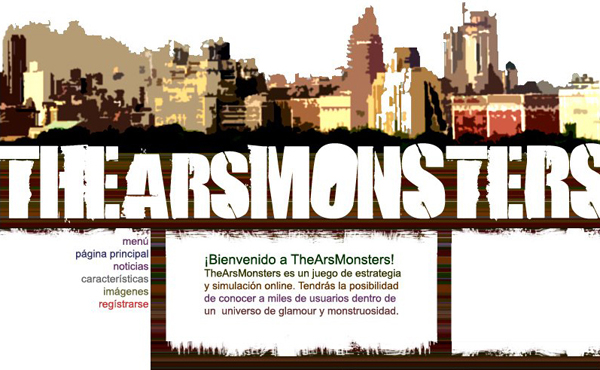 THEARSMONSTERS
menú
página principal
noticias
características
imágenes
regístrarse
¡Bienvenido a TheArsMonsters!
TheArsMonsters es un juego de estrategia
y simulación online. Tendrás la posibilidad
de conocer a miles de usuarios dentro de
un universo de glamour y monstruosidad.